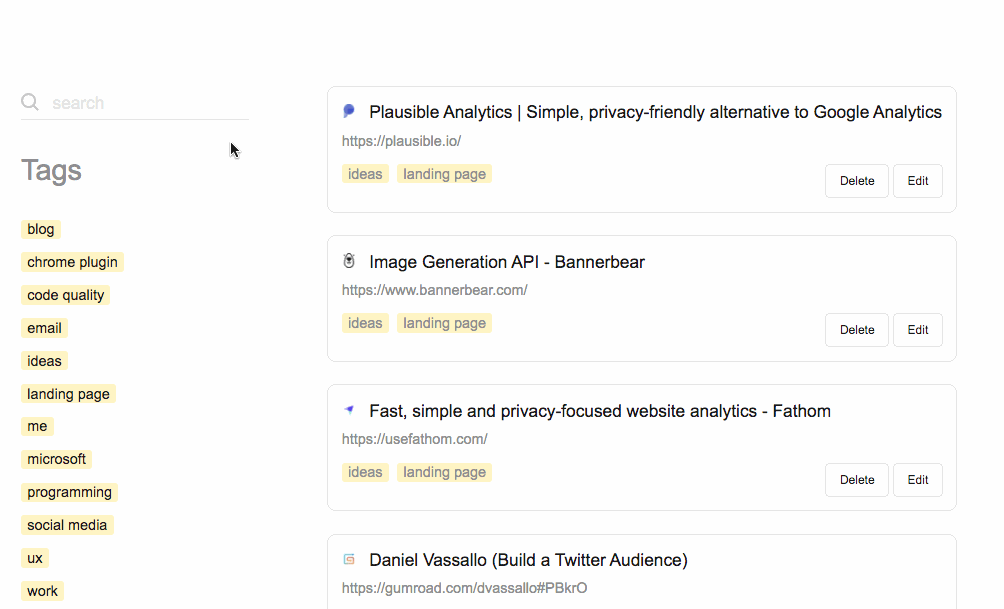 search
Tags
blog
chrome plugin
code quality
email
ideas
landing page
me
microsoft
programming
social media
ux
work
Plausible Analytics | Simple, privacy-friendly alternative to Google Analytics
https://plausible.io/
ideas landing page
Delete Edit
Image Generation API - Bannerbear
https://www.bannerbear.com/
ideas landing page
Delete Edit
Fast, simple and privacy-focused website analytics - Fathom
https://usefathom.com/
ideas landing page
Delete Edit
Daniel Vassallo (Build a Twitter Audience)
https://gumroad.com/dvassallo#PBkrO